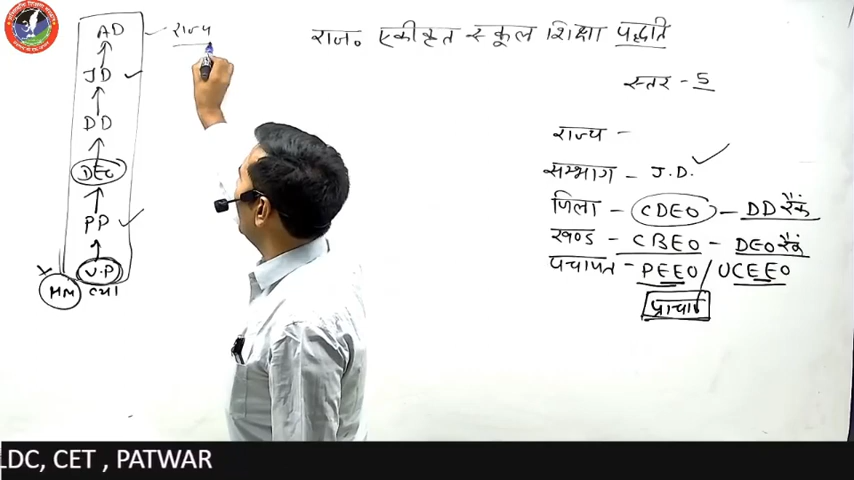 AD - राज्य
JD ✓
DD
DEO
PP ✓
V.P
HM व्या
राज॰ एकीकृत स्कूल शिक्षा पद्धति
स्तर - 5
राज्य -
सम्भाग - J.D. ✓
जिला - CDEO - DD रैंक
खण्ड - CBEO - DEO रैंक
पंचायत - PEEO / UCEEO
प्राचार्य
LDC, CET , PATWAR